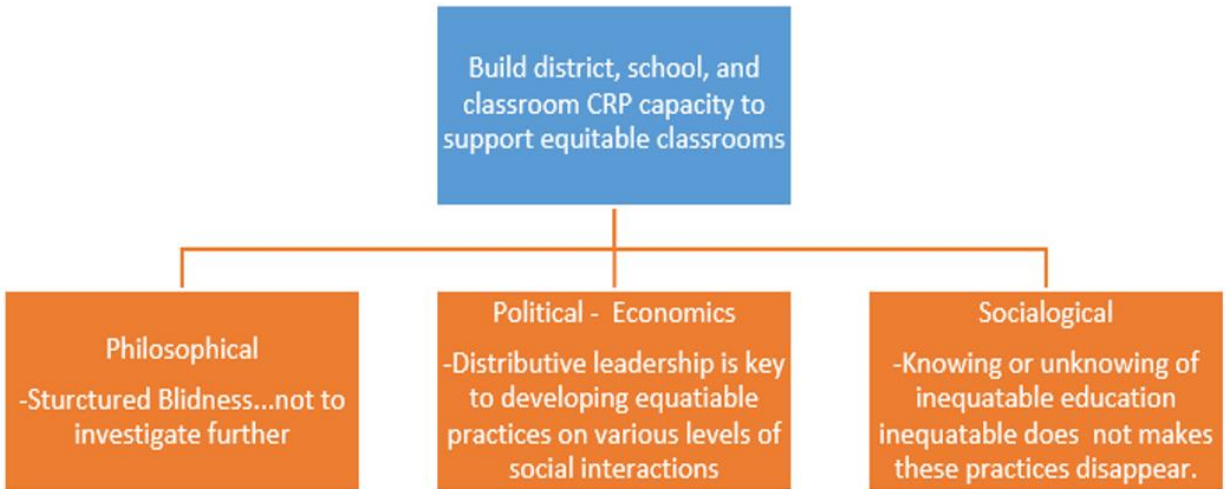 Build district, school, and
classroom CRP capacity to
support equitable classrooms
Philosophical
-Sturctured Blidness...not to
investigate further
Political - Economics
-Distributive leadership is key
to developing equatiable
practices on various levels of
social interactions
Socialogical
-Knowing or unknowing of
inequatable education
inequatable does not makes
these practices disappear.